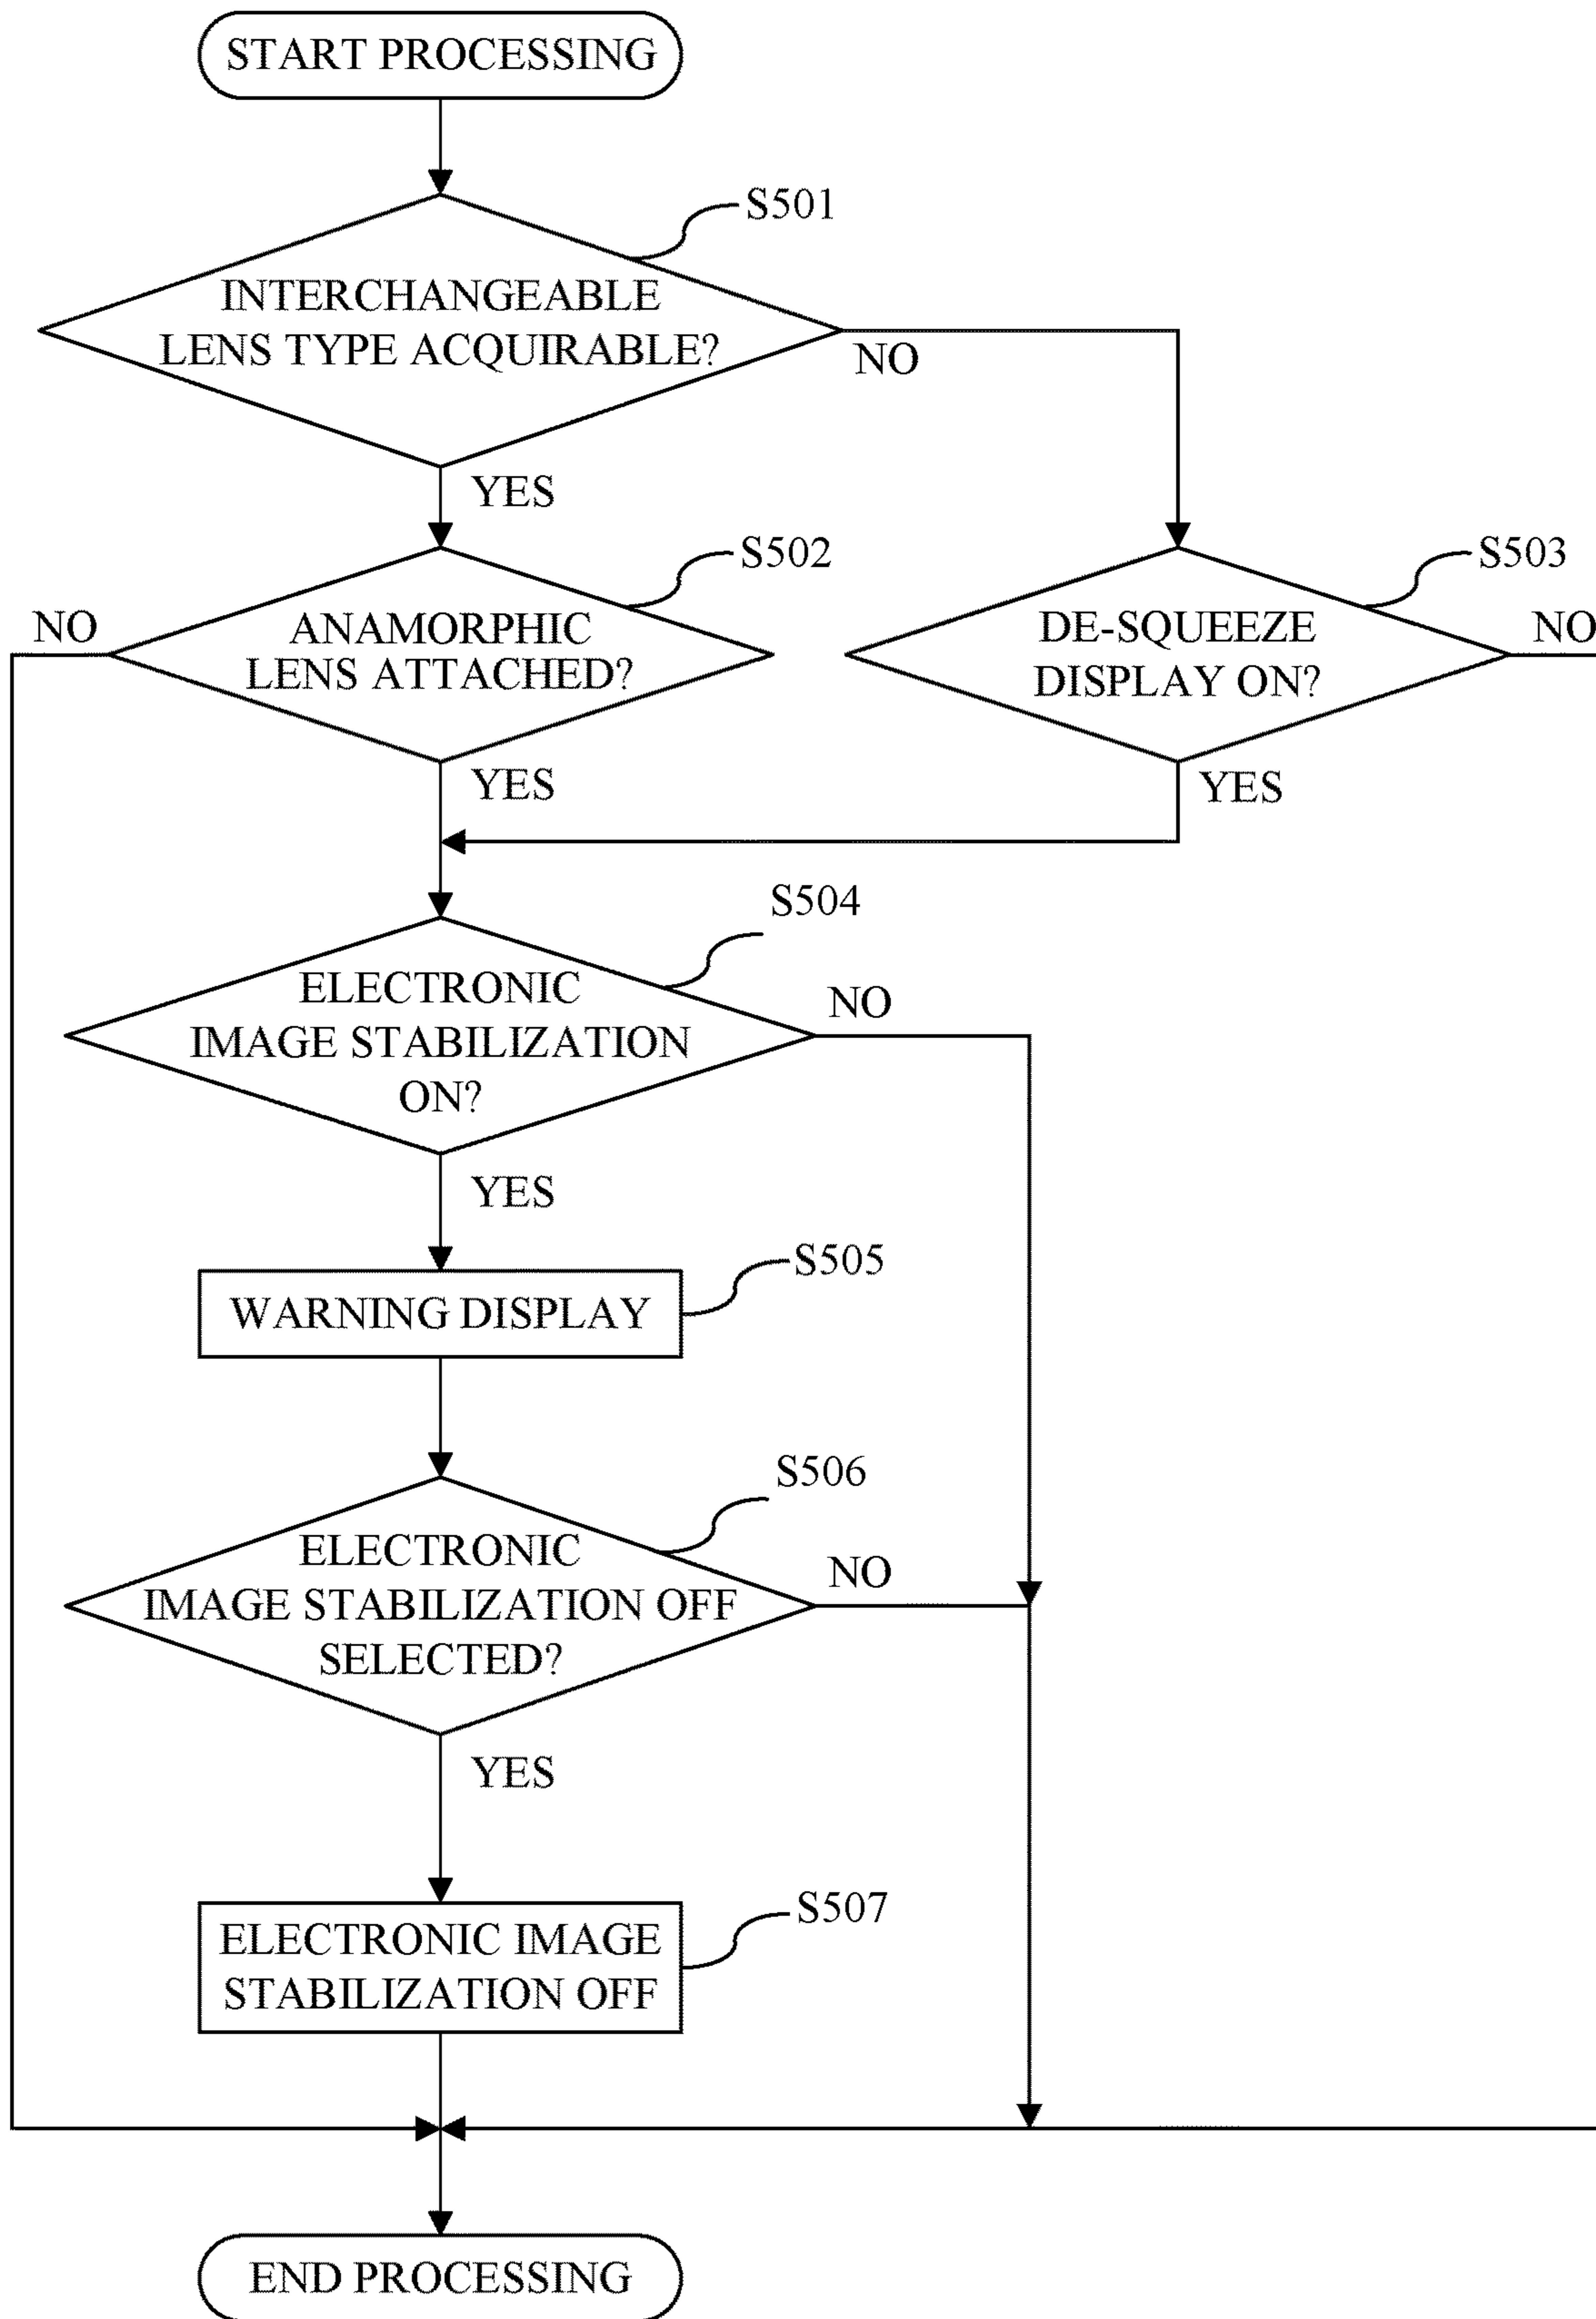 START PROCESSING
S501
INTERCHANGEABLE
LENS TYPE ACQUIRABLE?
NO
YES
S502
S503
NO
ANAMORPHIC
LENS ATTACHED?
DE-SQUEEZE
DISPLAY ON?
NO
YES
YES
S504
ELECTRONIC
IMAGE STABILIZATION
ON?
NO
YES
S505
WARNING DISPLAY
S506
ELECTRONIC
IMAGE STABILIZATION OFF
SELECTED?
NO
YES
S507
ELECTRONIC IMAGE
STABILIZATION OFF
END PROCESSING